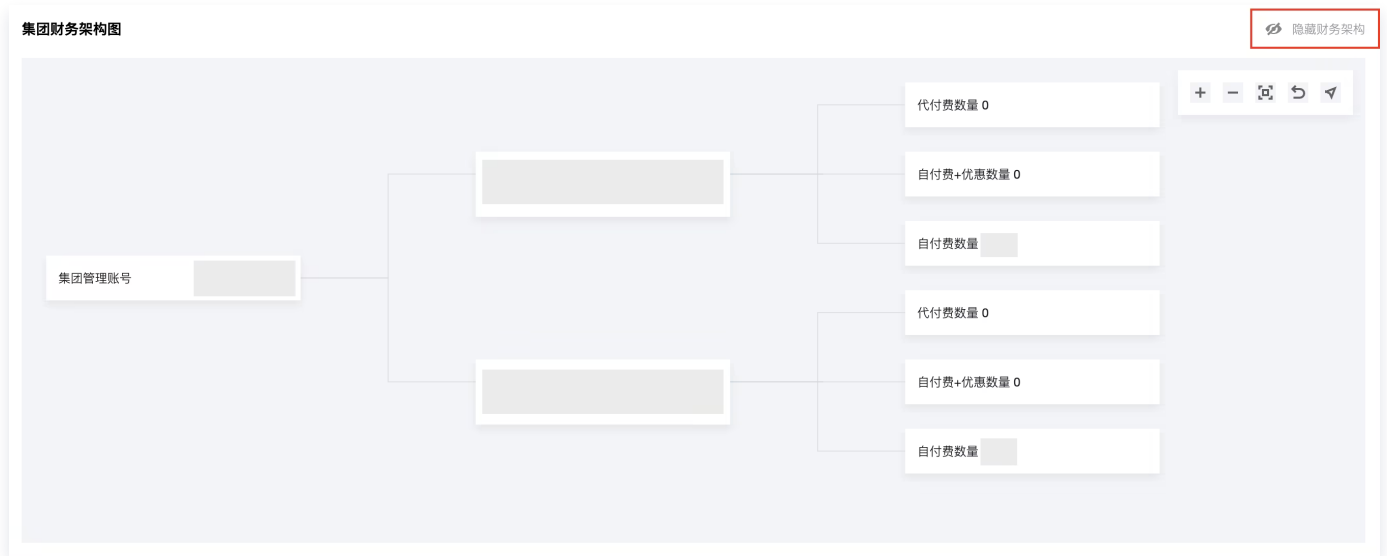 集团财务架构图
隐藏财务架构
代付费数量 0
自付费+优惠数量 0
自付费数量
集团管理账号
代付费数量 0
自付费+优惠数量 0
自付费数量